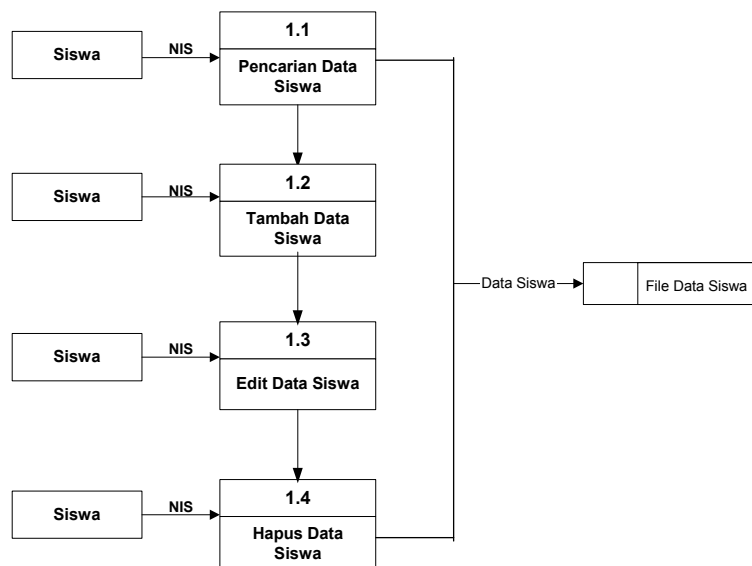 Siswa
NIS
1.1
Pencarian Data
Siswa
Siswa
NIS
1.2
Tambah Data
Siswa
Data Siswa
File Data Siswa
Siswa
NIS
1.3
Edit Data Siswa
Siswa
NIS
1.4
Hapus Data
Siswa